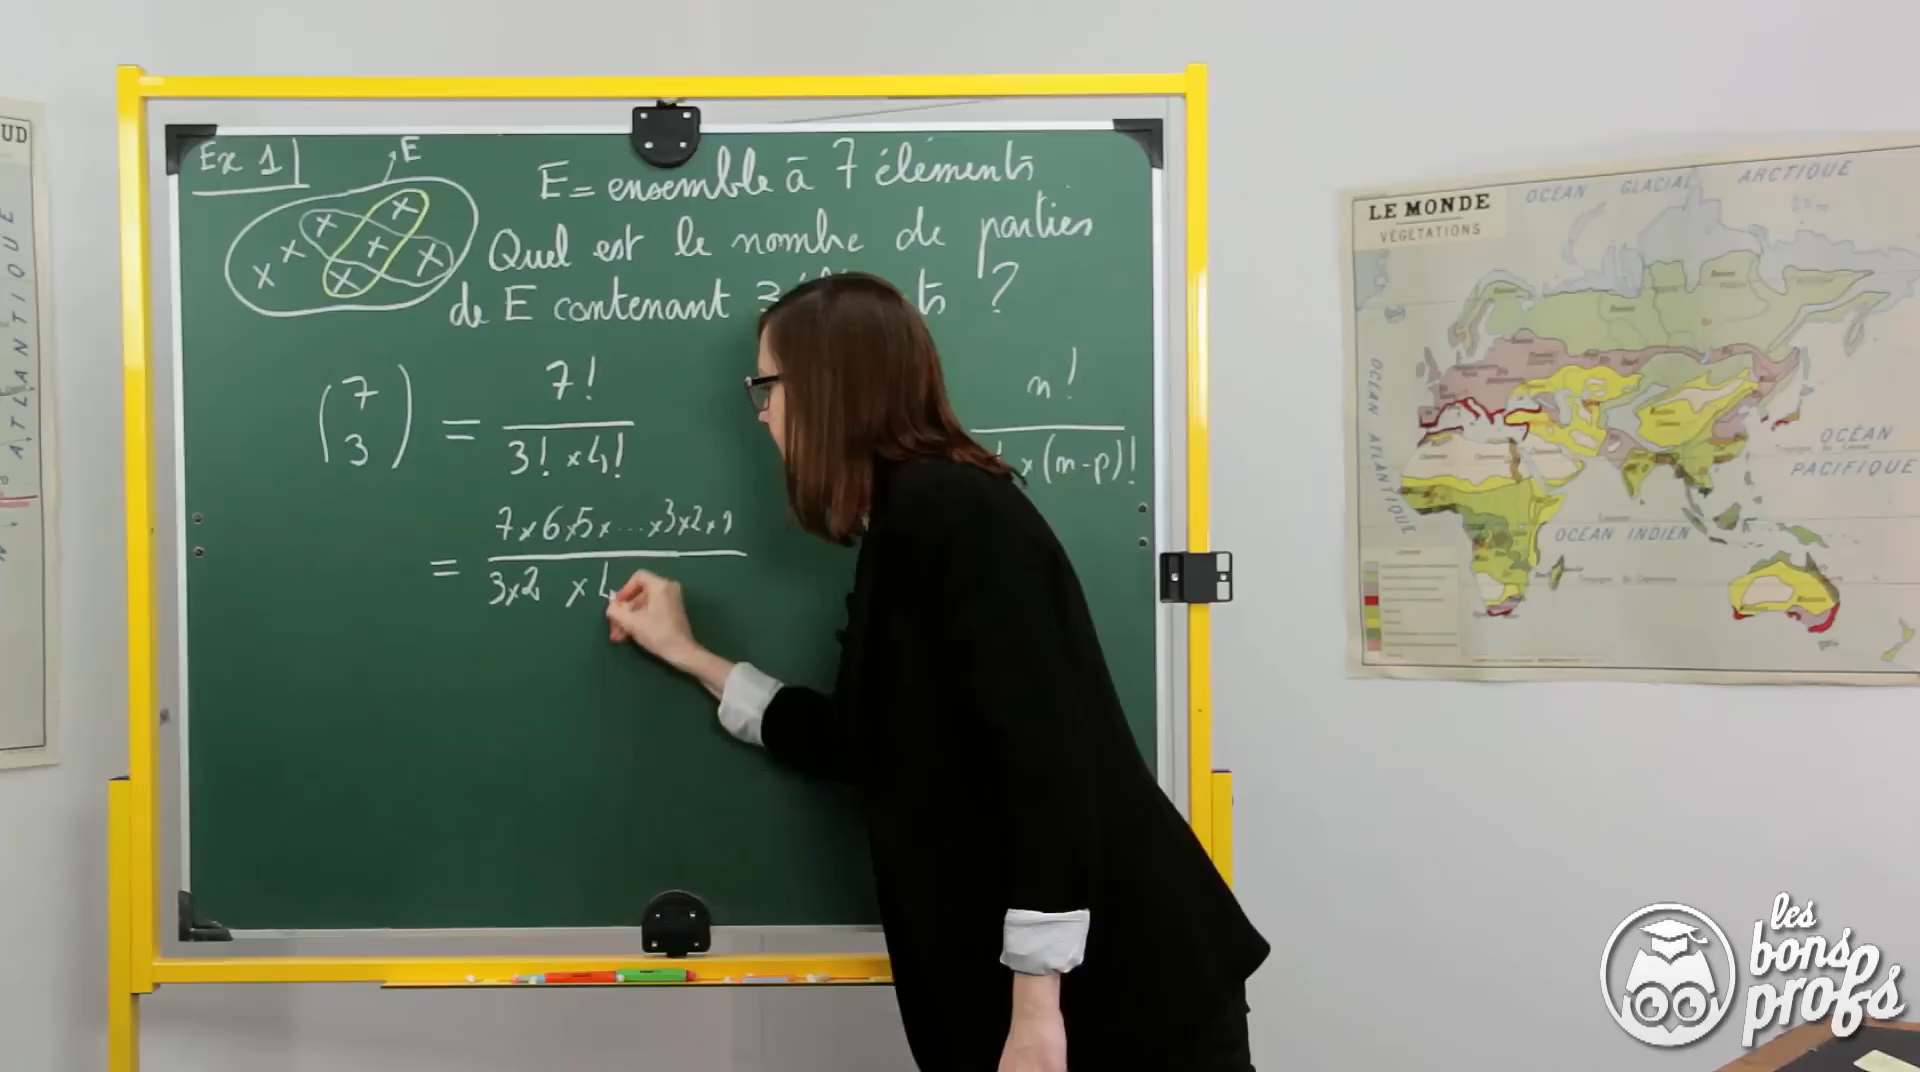 Ex 1
E
E = ensemble à 7 éléments
Quel est le nombre de parties
de E contenant 3 ?
( 7 3 ) = 7! / 3! × 4!
n! / × (n-p)!
= 7×6×5×...×3×2×1 / 3×2 × 4
UD
ATLANTIQUE
LE MONDE
VÉGÉTATIONS
OCÉAN GLACIAL ARCTIQUE
OCÉAN ATLANTIQUE
OCÉAN PACIFIQUE
OCÉAN INDIEN
les
bons
profs